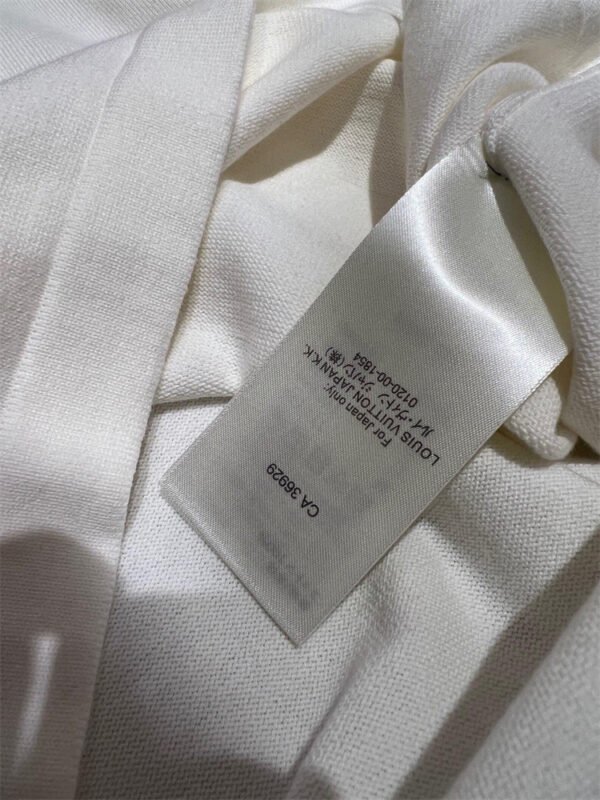 For Japan only:
LOUIS VUITTON JAPAN K.K.
ルイ・ヴィトン ジャパン(株)
0120-00-1854
CA 36929